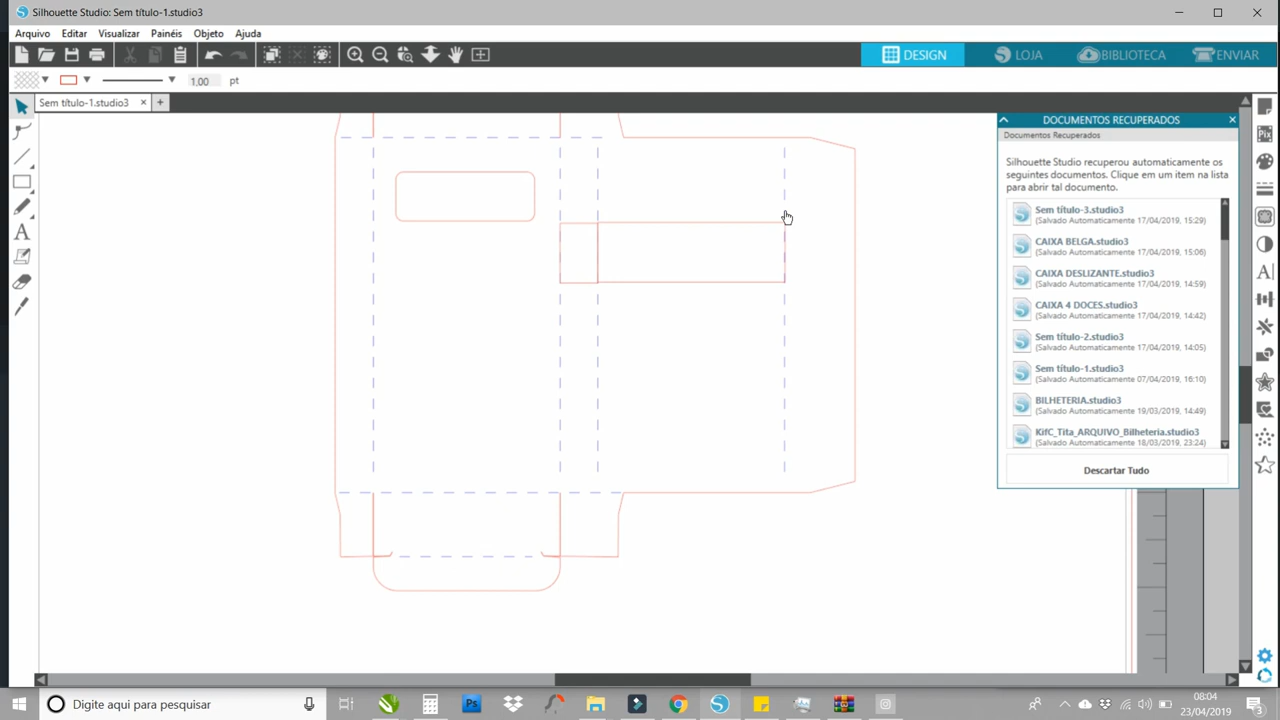 Silhouette Studio: Sem título-1.studio3
Arquivo Editar Visualizar Painéis Objeto Ajuda
DESIGN LOJA BIBLIOTECA ENVIAR
1,00 pt
Sem título-1.studio3
DOCUMENTOS RECUPERADOS
Documentos Recuperados
Silhouette Studio recuperou automaticamente os
seguintes documentos. Clique em um item na lista
para abrir tal documento.
Sem título-3.studio3
(Salvado Automaticamente 17/04/2019, 15:29)
CAIXA BELGA.studio3
(Salvado Automaticamente 17/04/2019, 15:06)
CAIXA DESLIZANTE.studio3
(Salvado Automaticamente 17/04/2019, 14:59)
CAIXA 4 DOCES.studio3
(Salvado Automaticamente 17/04/2019, 14:42)
Sem título-2.studio3
(Salvado Automaticamente 17/04/2019, 14:05)
Sem título-1.studio3
(Salvado Automaticamente 07/04/2019, 16:10)
BILHETERIA.studio3
(Salvado Automaticamente 19/03/2019, 14:49)
KifC_Tita_ARQUIVO_Bilheteria.studio3
(Salvado Automaticamente 18/03/2019, 23:24)
Descartar Tudo
Digite aqui para pesquisar
08:04
23/04/2019
3